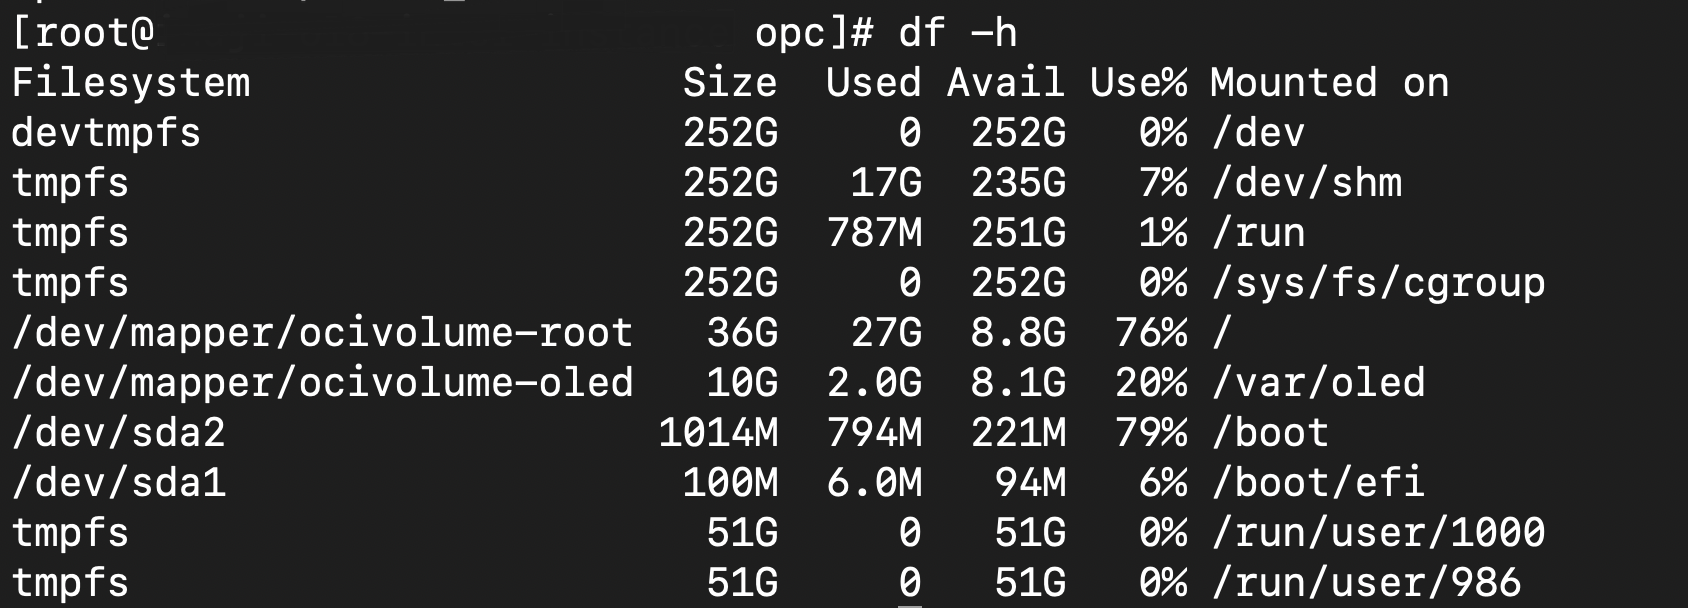 [root@ opc]# df -h
Filesystem Size Used Avail Use% Mounted on
devtmpfs 252G 0 252G 0% /dev
tmpfs 252G 17G 235G 7% /dev/shm
tmpfs 252G 787M 251G 1% /run
tmpfs 252G 0 252G 0% /sys/fs/cgroup
/dev/mapper/ocivolume-root 36G 27G 8.8G 76% /
/dev/mapper/ocivolume-oled 10G 2.0G 8.1G 20% /var/oled
/dev/sda2 1014M 794M 221M 79% /boot
/dev/sda1 100M 6.0M 94M 6% /boot/efi
tmpfs 51G 0 51G 0% /run/user/1000
tmpfs 51G 0 51G 0% /run/user/986